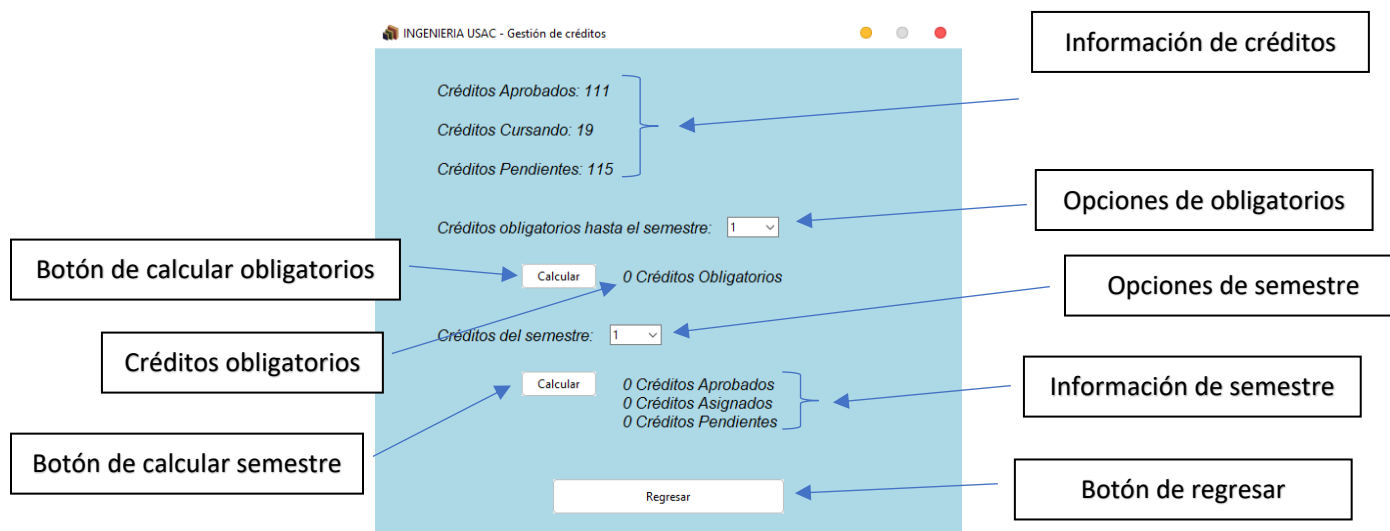 INGENIERIA USAC - Gestión de créditos
Información de créditos
Créditos Aprobados: 111
Créditos Cursando: 19
Créditos Pendientes: 115
Opciones de obligatorios
Créditos obligatorios hasta el semestre: 1
Botón de calcular obligatorios
Calcular 0 Créditos Obligatorios
Opciones de semestre
Créditos del semestre: 1
Créditos obligatorios
Calcular 0 Créditos Aprobados
0 Créditos Asignados
0 Créditos Pendientes
Información de semestre
Botón de calcular semestre
Regresar
Botón de regresar